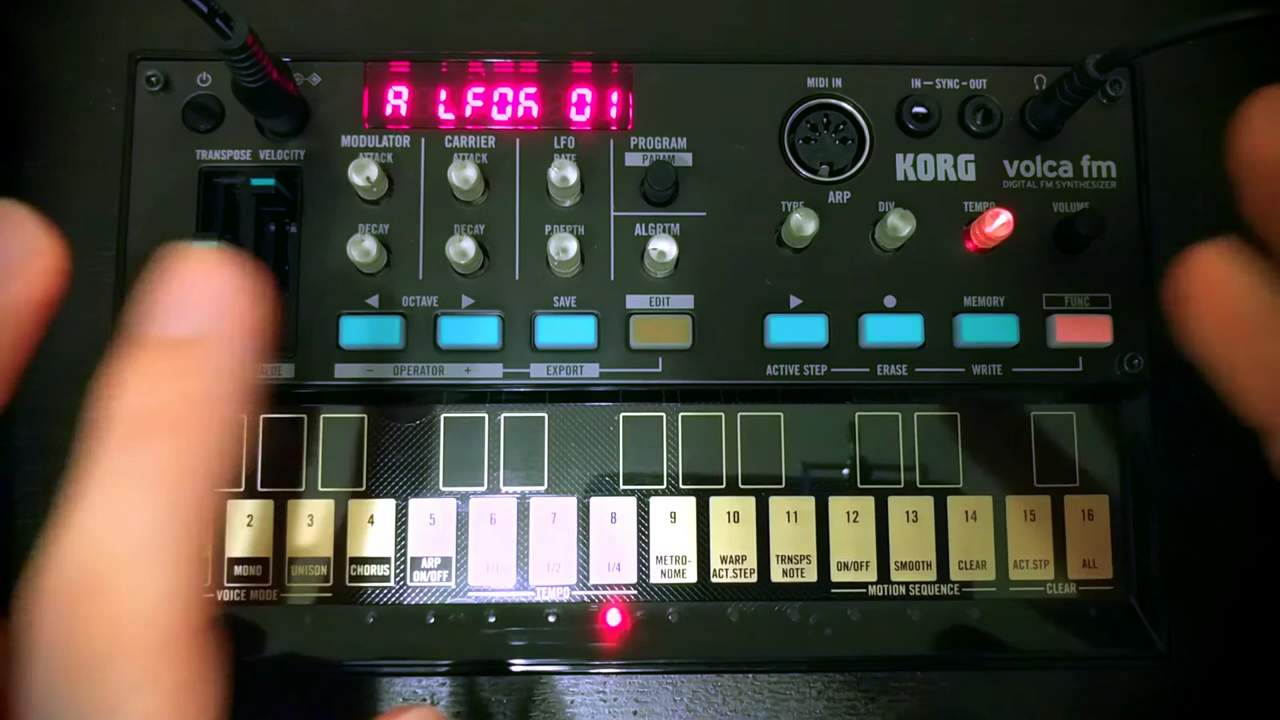 A LFOA 01
MIDI IN
IN SYNC OUT
TRANSPOSE VELOCITY
MODULATOR CARRIER LFO PROGRAM
ATTACK ATTACK RATE PARAM
KORG volca fm
DIGITAL FM SYNTHESIZER
ARP
TYPE DIV TEMPO VOLUME
DECAY DECAY P.DEPTH ALGRTM
OCTAVE SAVE EDIT MEMORY FUNC
- OPERATOR + EXPORT ACTIVE STEP ERASE WRITE
2 3 4 5 6 7 8 9 10 11 12 13 14 15 16
MONO UNISON CHORUS ARP ON/OFF 1/1 1/2 1/4 METRO-NOME WARP ACT.STEP TRNSPS NOTE ON/OFF SMOOTH CLEAR ACT.STP ALL
VOICE MODE TEMPO MOTION SEQUENCE CLEAR